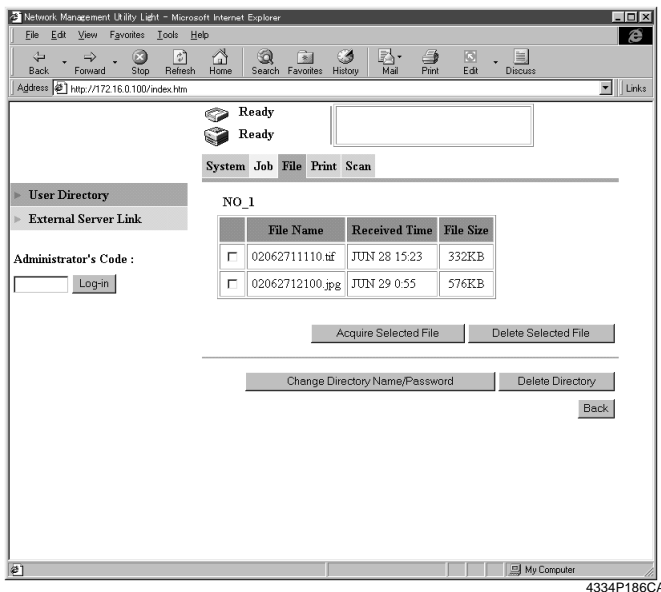 Network Management Utility Light - Microsoft Internet Explorer
File Edit View Favorites Tools Help
Back Forward Stop Refresh Home Search Favorites History Mail Print Edit Discuss
Address http://172.16.0.100/index.htm Links
Ready
Ready
System Job File Print Scan
User Directory
External Server Link
Administrator's Code :
Log-in
NO_1
File Name Received Time File Size
02062711110.tif JUN 28 15:23 332KB
02062712100.jpg JUN 29 0:55 576KB
Acquire Selected File Delete Selected File
Change Directory Name/Password Delete Directory
Back
My Computer
4334P186CA